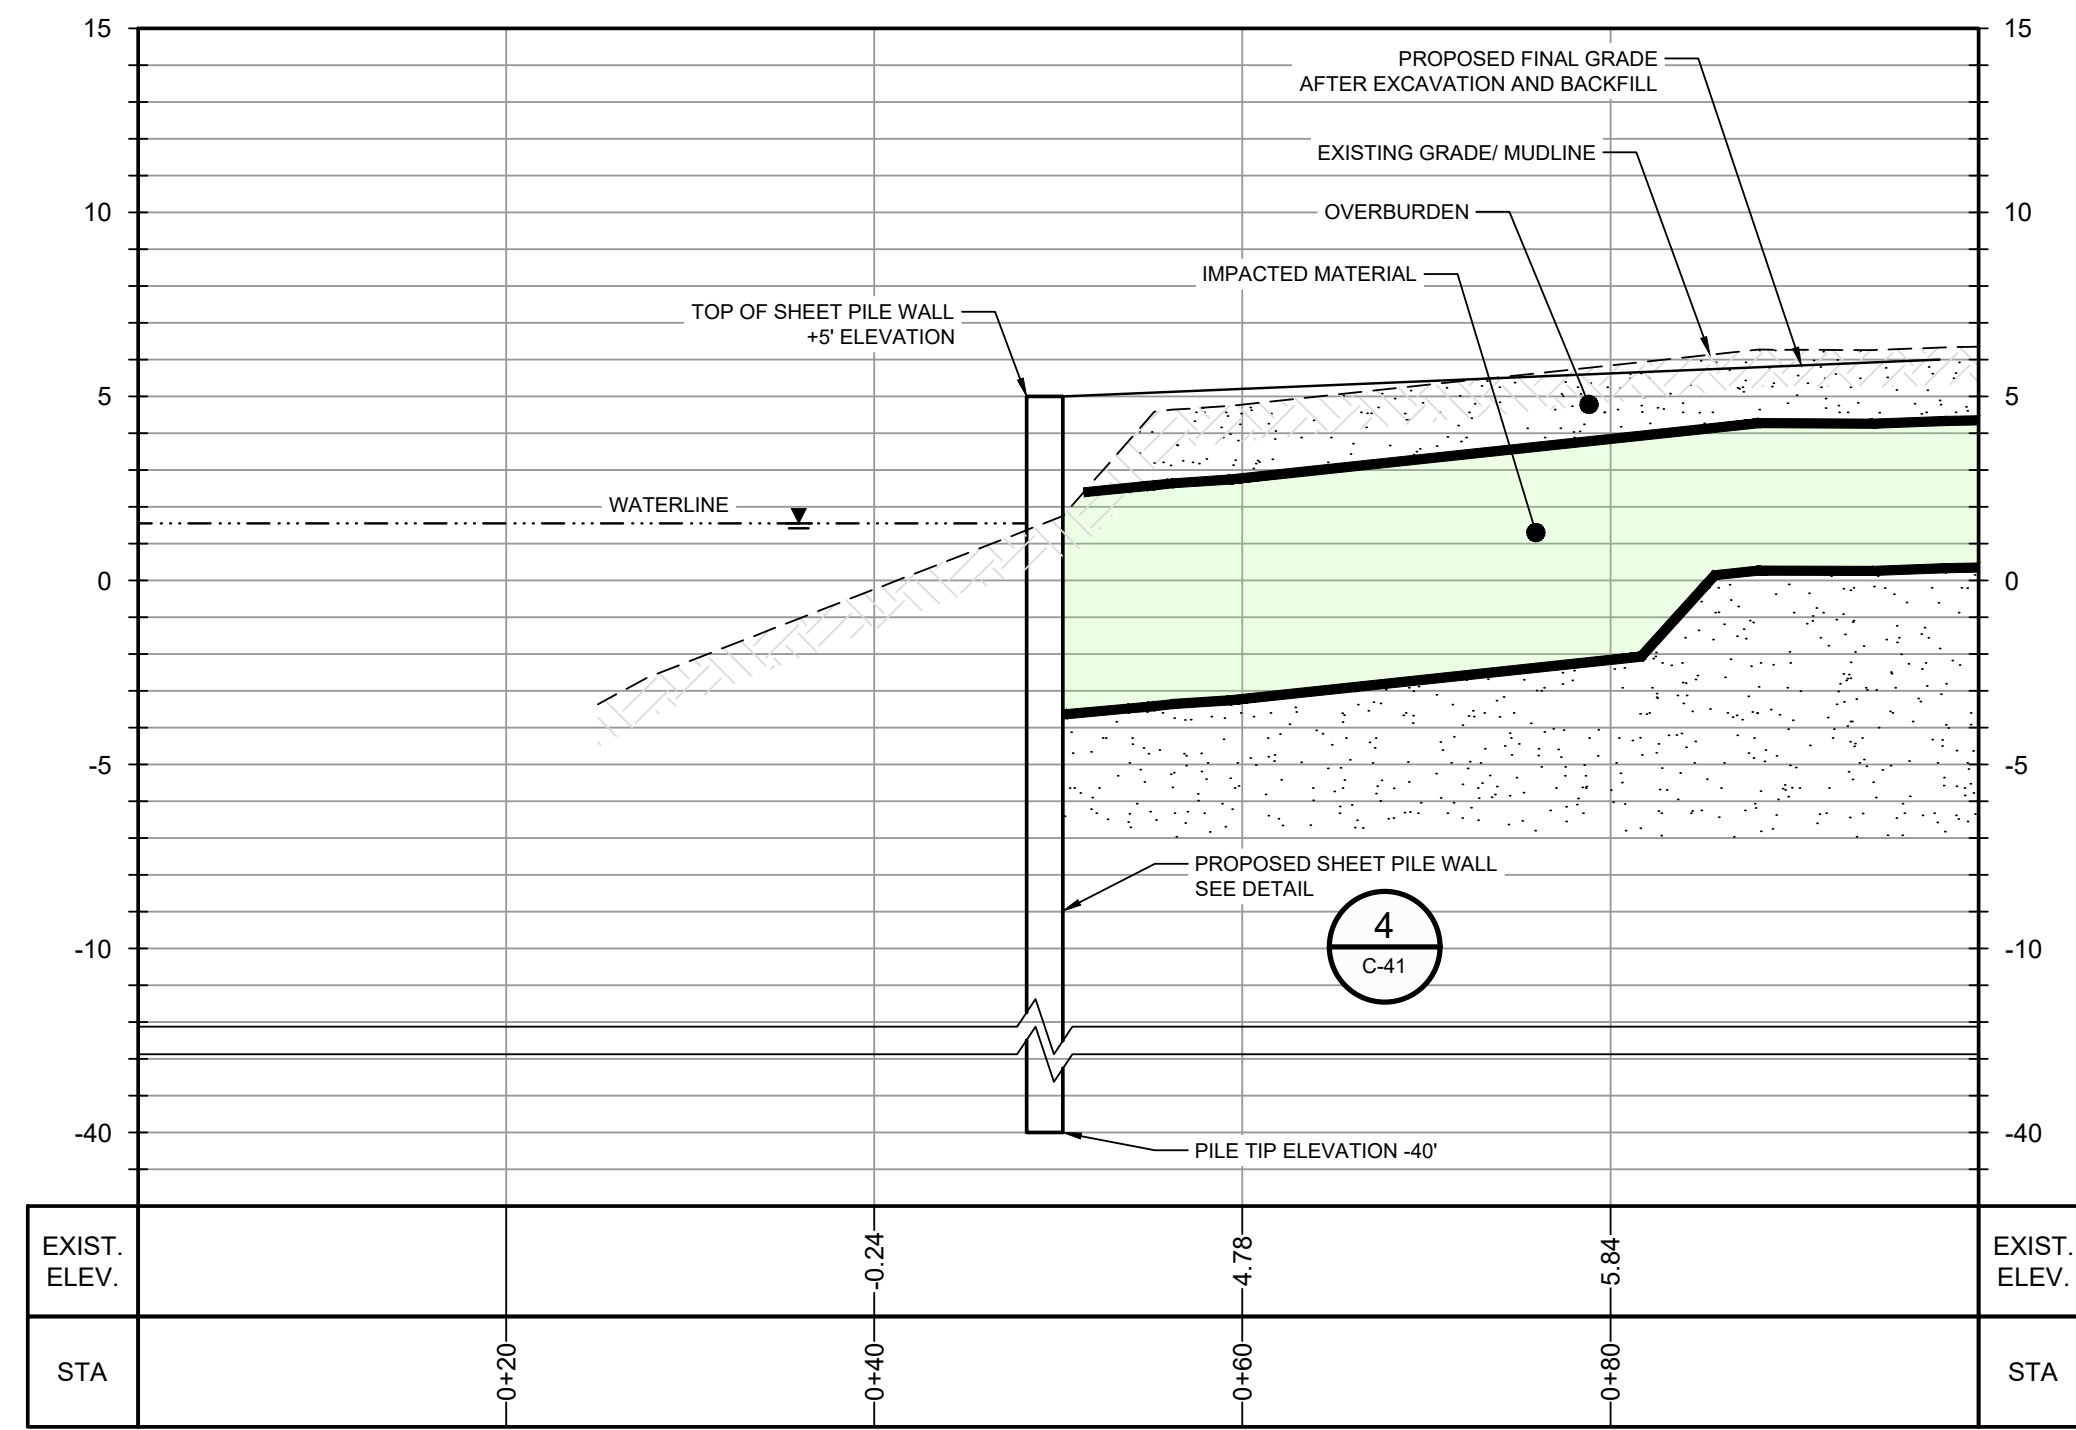 15
15
PROPOSED FINAL GRADE
AFTER EXCAVATION AND BACKFILL
EXISTING GRADE/ MUDLINE
10
OVERBURDEN
10
IMPACTED MATERIAL
TOP OF SHEET PILE WALL
+5' ELEVATION
5
5
WATERLINE
0
0
-5
-5
PROPOSED SHEET PILE WALL
SEE DETAIL
4
C-41
-10
-10
-40
-40
PILE TIP ELEVATION -40'
EXIST.
ELEV.
-0.24
4.78
5.84
EXIST.
ELEV.
STA
0+20
0+40
0+60
0+80
STA